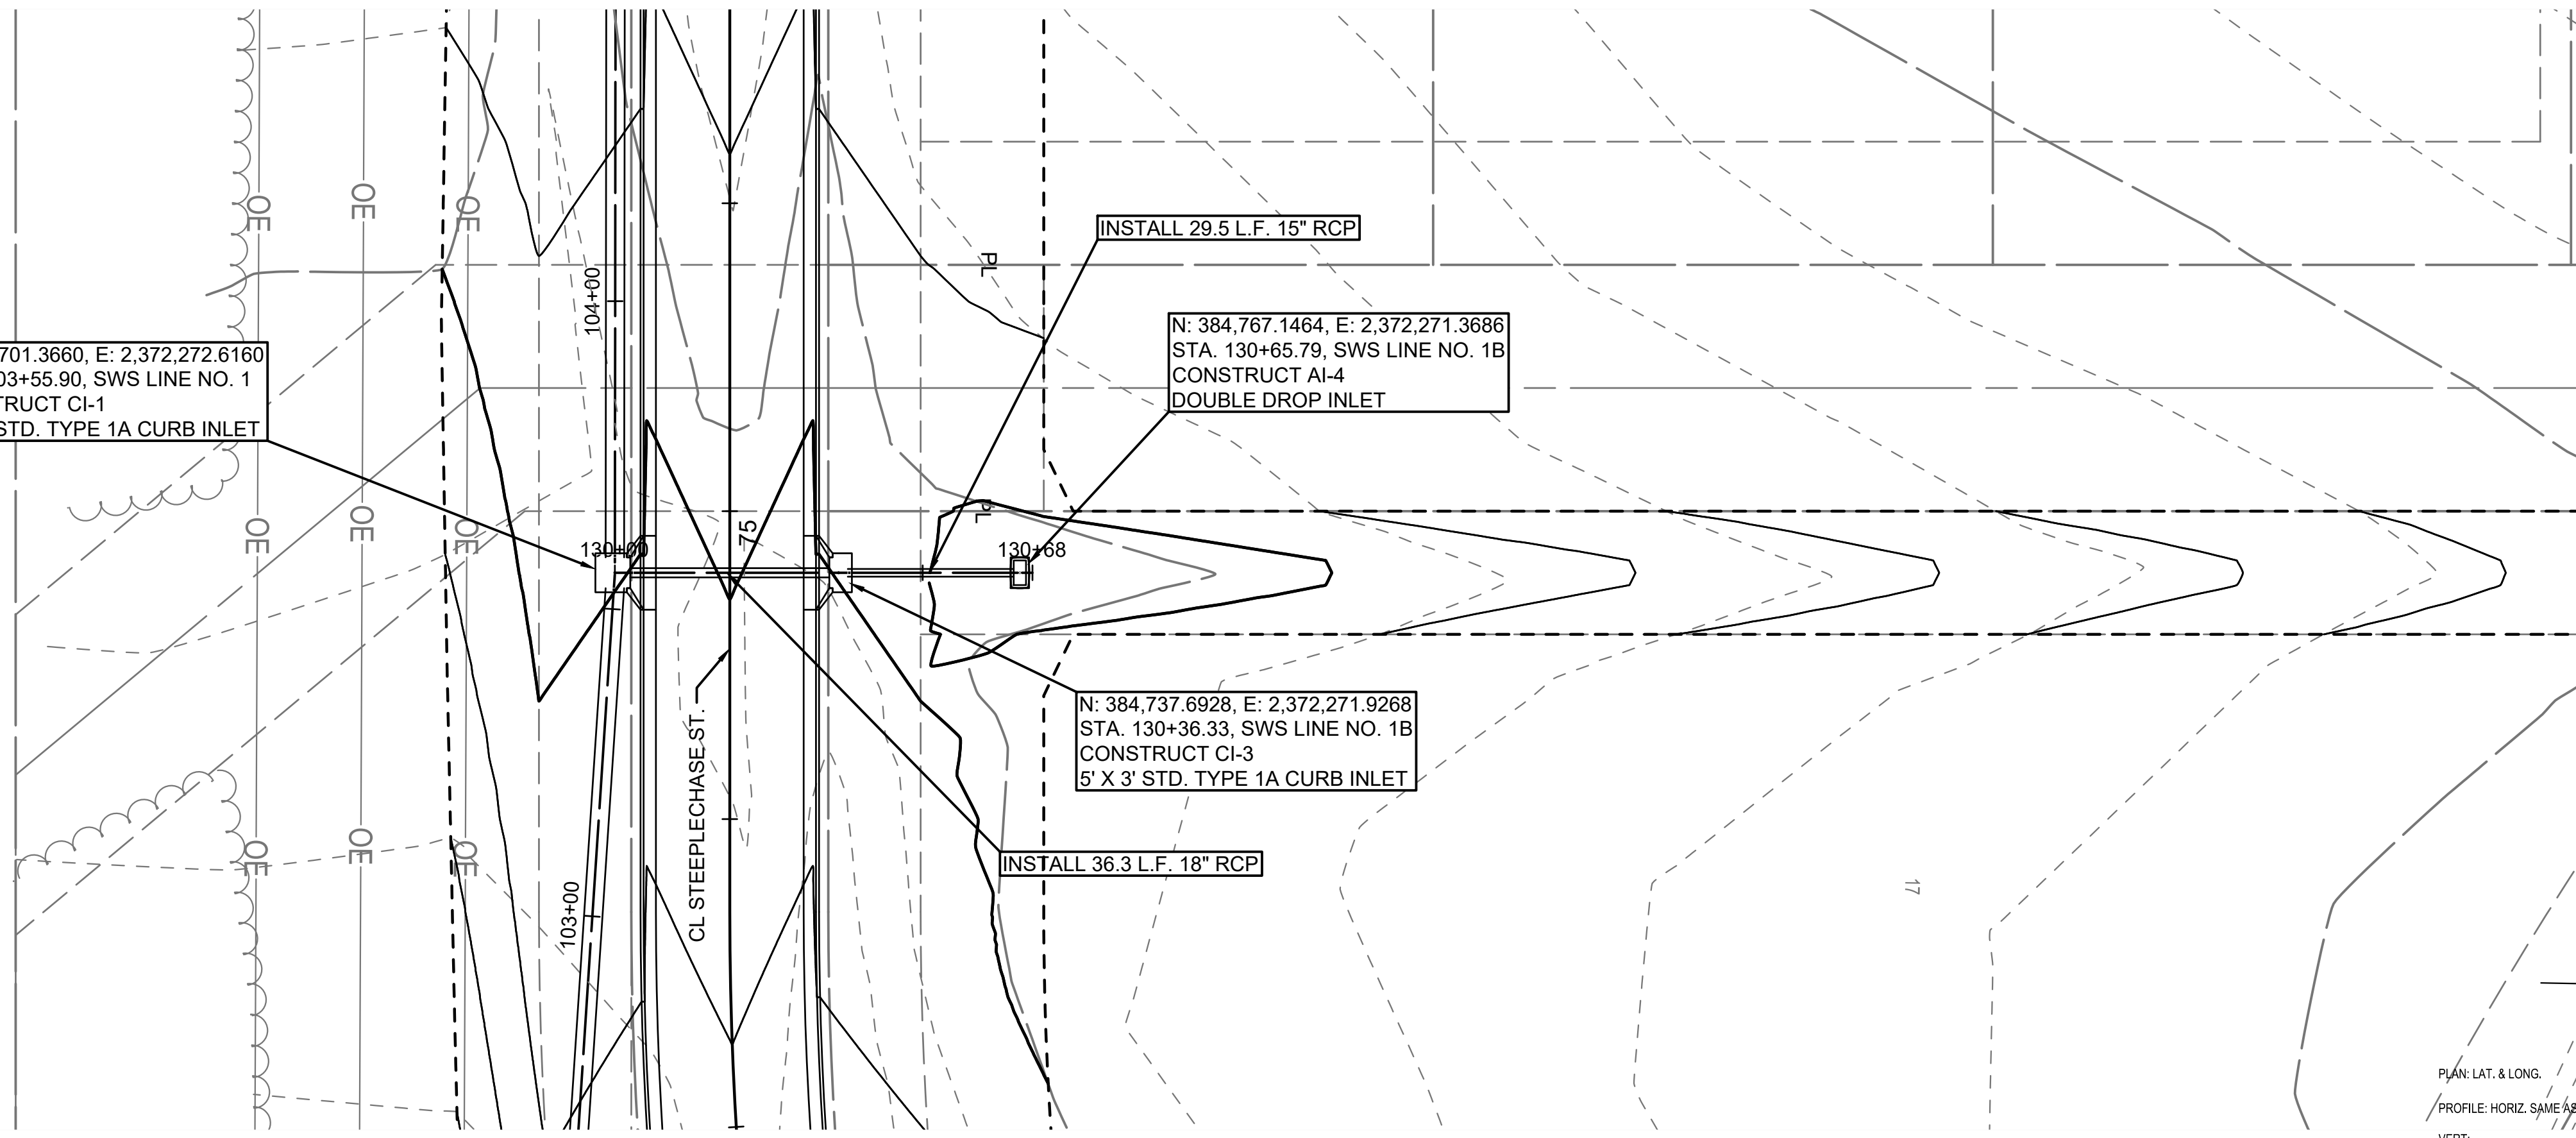 INSTALL 29.5 L.F. 15" RCP
PL
OE
OE
OE
104+00
N: 384,767.1464, E: 2,372,271.3686
STA. 130+65.79, SWS LINE NO. 1B
CONSTRUCT AI-4
DOUBLE DROP INLET
701.3660, E: 2,372,272.6160
03+55.90, SWS LINE NO. 1
TRUCT CI-1
STD. TYPE 1A CURB INLET
PL
OE
OE
OE
75
130+00
130+68
CL STEEPLECHASE ST.
N: 384,737.6928, E: 2,372,271.9268
STA. 130+36.33, SWS LINE NO. 1B
CONSTRUCT CI-3
5' X 3' STD. TYPE 1A CURB INLET
OE
OE
OE
INSTALL 36.3 L.F. 18" RCP
103+00
17
PLAN: LAT. & LONG.
PROFILE: HORIZ. SAME AS
VERT: